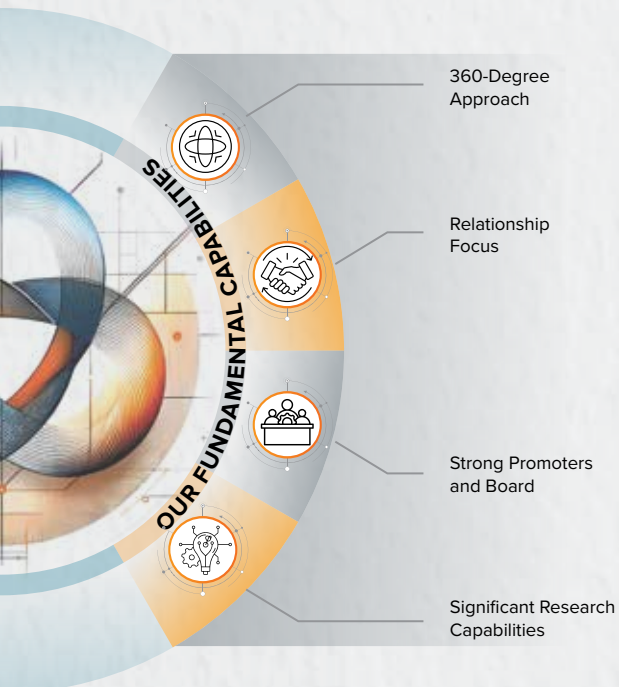 360-Degree
Approach
Relationship
Focus
OUR FUNDAMENTAL CAPABILITIES
Strong Promoters
and Board
Significant Research
Capabilities